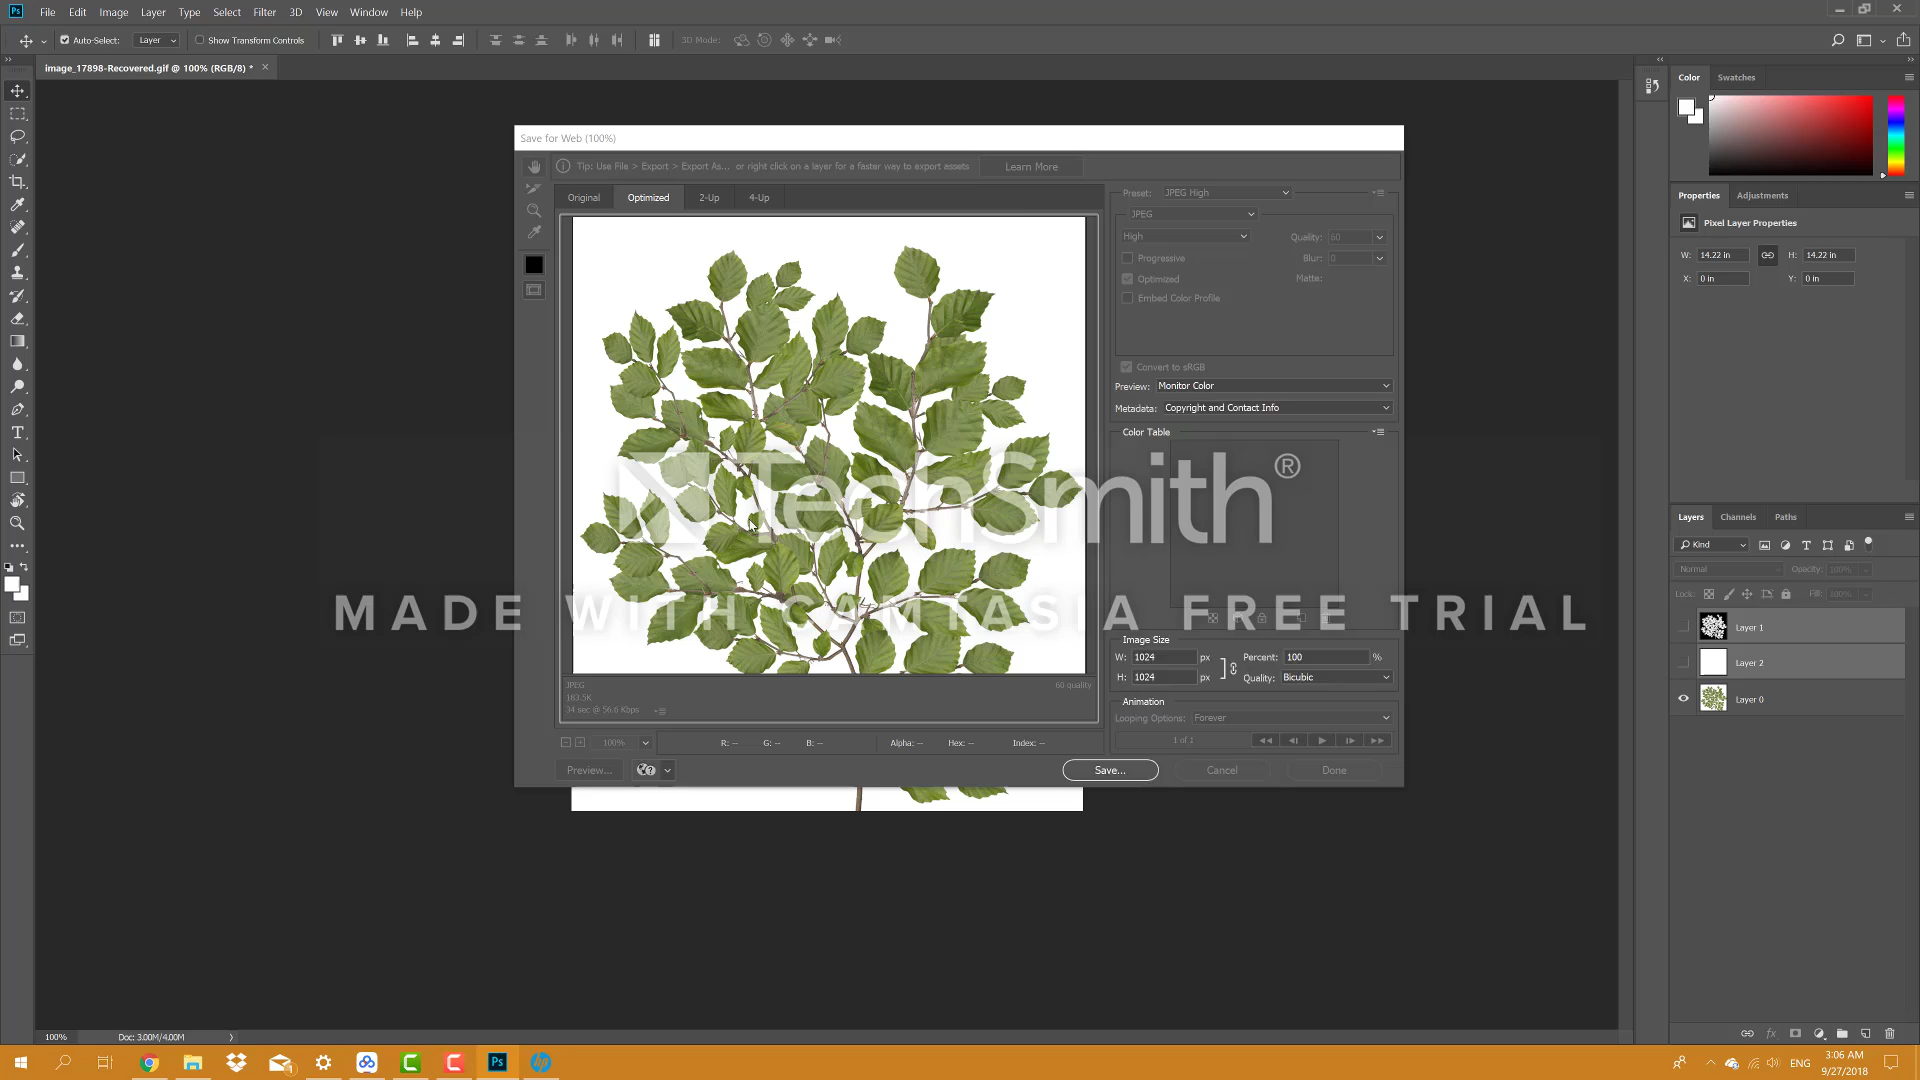 Ps File Edit Image Layer Type Select Filter 3D View Window Help
Auto-Select: Layer Show Transform Controls 3D Mode:
image_17898-Recovered.gif @ 100% (RGB/8) *
Save for Web (100%)
Tip: Use File > Export > Export As... or right click on a layer for a faster way to export assets Learn More
Original Optimized 2-Up 4-Up
Preset: JPEG High
JPEG
High Quality: 60
Progressive Blur: 0
Optimized Matte:
Embed Color Profile
Convert to sRGB
Preview: Monitor Color
Metadata: Copyright and Contact Info
Color Table
Image Size
W: 1024 px Percent: 100 %
H: 1024 px Quality: Bicubic
Animation
Looping Options: Forever
1 of 1
JPEG 60 quality
183.5K
34 sec @ 56.6 Kbps
100% R: -- G: -- B: -- Alpha: -- Hex: -- Index: --
Preview... Save... Cancel Done
TechSmith®
MADE WITH CAMTASIA FREE TRIAL
Color Swatches
Properties Adjustments
Pixel Layer Properties
W: 14.22 in H: 14.22 in
X: 0 in Y: 0 in
Layers Channels Paths
Kind
Normal Opacity: 100%
Lock: Fill: 100%
Layer 1
Layer 2
Layer 0
100% Doc: 3.00M/4.00M
Ps ENG 3:06 AM
9/27/2018